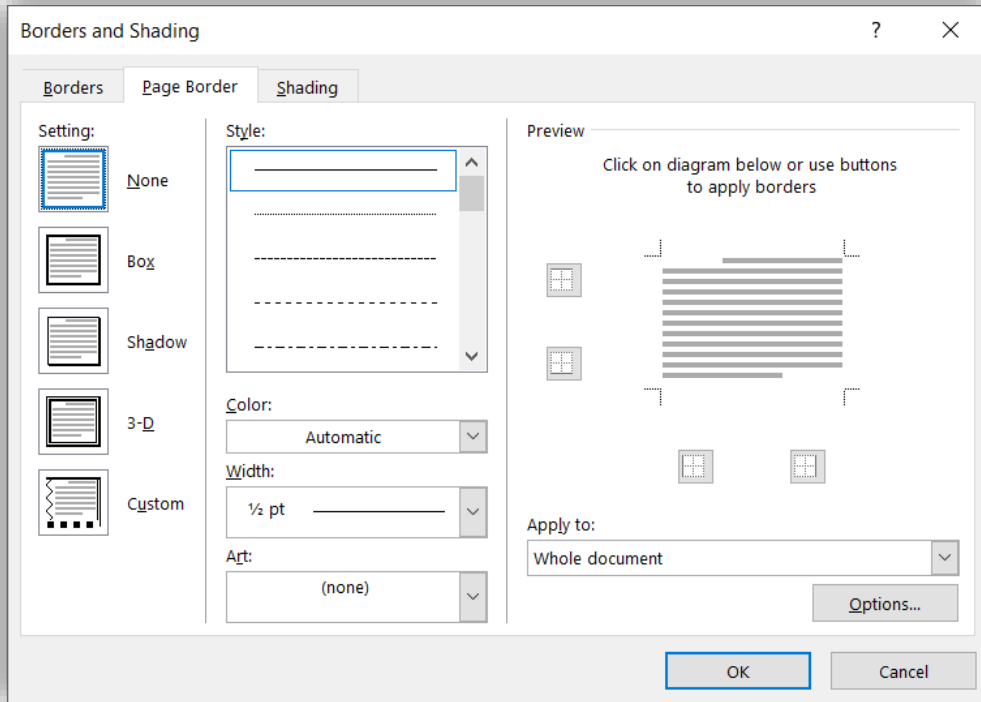 Borders and Shading
?
Borders
Page Border
Shading
Setting:
None
Box
Shadow
3-D
Custom
Style:
Color:
Automatic
Width:
½ pt
Art:
(none)
Preview
Click on diagram below or use buttons
to apply borders
Apply to:
Whole document
Options...
OK
Cancel